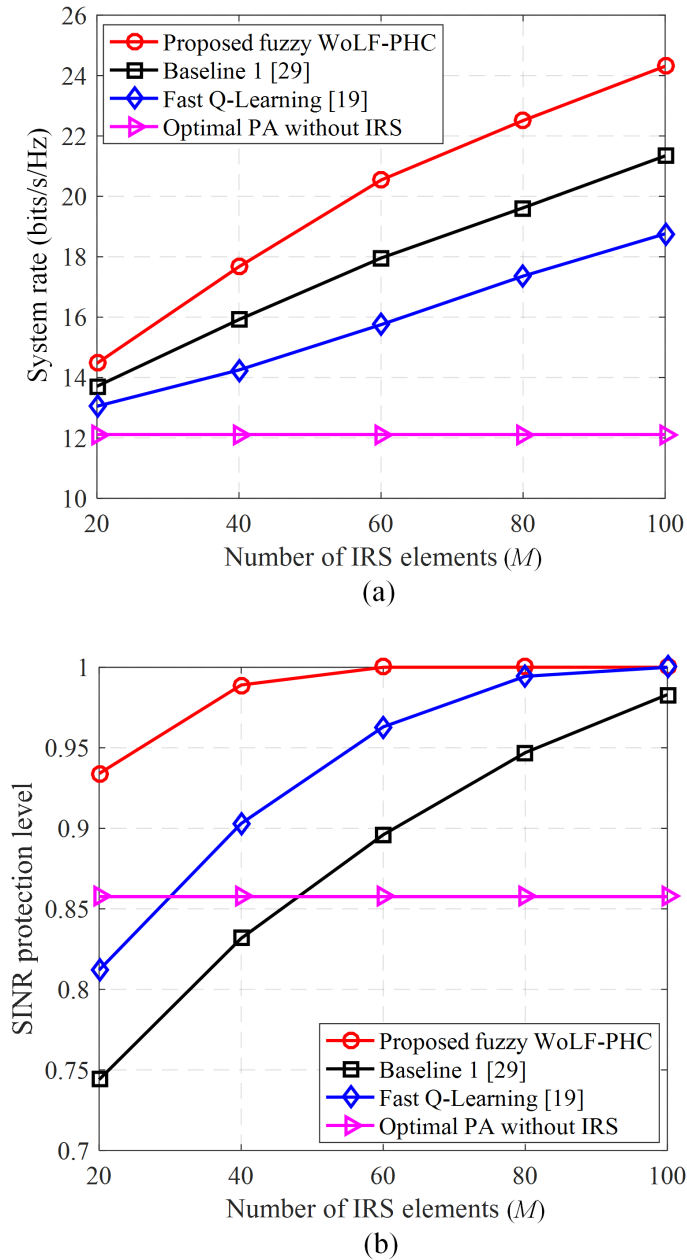 Proposed fuzzy WoLF-PHC
Baseline 1 [29]
Fast Q-Learning [19]
Optimal PA without IRS
System rate (bits/s/Hz)
26
24
22
20
18
16
14
12
10
20 40 60 80 100
Number of IRS elements (M)
(a)
SINR protection level
1
0.95
0.9
0.85
0.8
0.75
0.7
Proposed fuzzy WoLF-PHC
Baseline 1 [29]
Fast Q-Learning [19]
Optimal PA without IRS
20 40 60 80 100
Number of IRS elements (M)
(b)